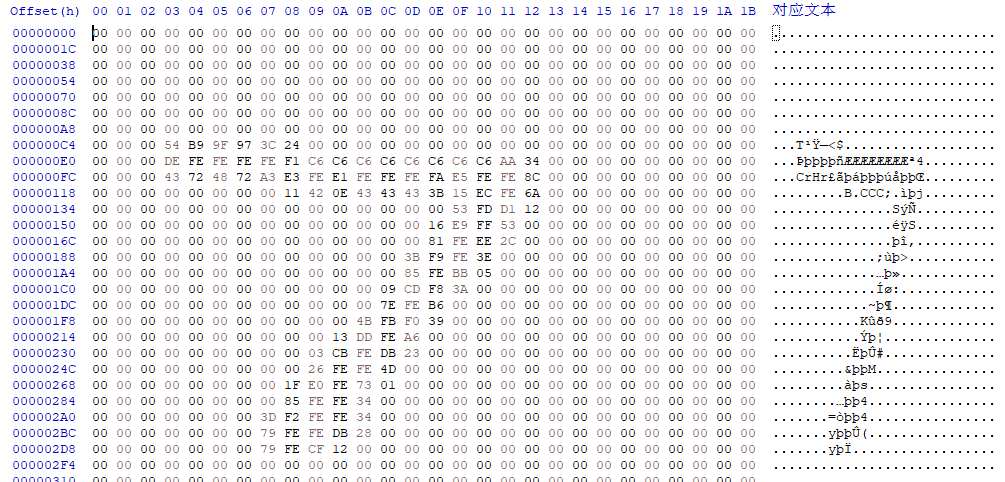 Offset(h) 00 01 02 03 04 05 06 07 08 09 0A 0B 0C 0D 0E 0F 10 11 12 13 14 15 16 17 18 19 1A 1B 对应文本
00000000 00 00 00 00 00 00 00 00 00 00 00 00 00 00 00 00 00 00 00 00 00 00 00 00 00 00 00 00 ............................
0000001C 00 00 00 00 00 00 00 00 00 00 00 00 00 00 00 00 00 00 00 00 00 00 00 00 00 00 00 00 ............................
00000038 00 00 00 00 00 00 00 00 00 00 00 00 00 00 00 00 00 00 00 00 00 00 00 00 00 00 00 00 ............................
00000054 00 00 00 00 00 00 00 00 00 00 00 00 00 00 00 00 00 00 00 00 00 00 00 00 00 00 00 00 ............................
00000070 00 00 00 00 00 00 00 00 00 00 00 00 00 00 00 00 00 00 00 00 00 00 00 00 00 00 00 00 ............................
0000008C 00 00 00 00 00 00 00 00 00 00 00 00 00 00 00 00 00 00 00 00 00 00 00 00 00 00 00 00 ............................
000000A8 00 00 00 00 00 00 00 00 00 00 00 00 00 00 00 00 00 00 00 00 00 00 00 00 00 00 00 00 ............................
000000C4 00 00 00 54 B9 9F 97 3C 24 00 00 00 00 00 00 00 00 00 00 00 00 00 00 00 00 00 00 00 ...T¹Ÿ—<$...................
000000E0 00 00 00 DE FE FE FE FE F1 C6 C6 C6 C6 C6 C6 C6 C6 AA 34 00 00 00 00 00 00 00 00 00 ...ÞþþþþñÆÆÆÆÆÆÆÆª4.........
000000FC 00 00 00 43 72 48 72 A3 E3 FE E1 FE FE FE FA E5 FE FE 8C 00 00 00 00 00 00 00 00 00 ...CrHr£ãþáþþþúåþþŒ.........
00000118 00 00 00 00 00 00 00 00 11 42 0E 43 43 43 3B 15 EC FE 6A 00 00 00 00 00 00 00 00 00 .........B.CCC;.ìþj.........
00000134 00 00 00 00 00 00 00 00 00 00 00 00 00 00 00 53 FD D1 12 00 00 00 00 00 00 00 00 00 ...............SýÑ..........
00000150 00 00 00 00 00 00 00 00 00 00 00 00 00 00 16 E9 FF 53 00 00 00 00 00 00 00 00 00 00 ...............éÿS..........
0000016C 00 00 00 00 00 00 00 00 00 00 00 00 00 00 81 FE EE 2C 00 00 00 00 00 00 00 00 00 00 ...............þî,..........
00000188 00 00 00 00 00 00 00 00 00 00 00 00 00 3B F9 FE 3E 00 00 00 00 00 00 00 00 00 00 00 .............;ùþ>...........
000001A4 00 00 00 00 00 00 00 00 00 00 00 00 00 85 FE BB 05 00 00 00 00 00 00 00 00 00 00 00 .............…þ»............
000001C0 00 00 00 00 00 00 00 00 00 00 00 00 09 CD F8 3A 00 00 00 00 00 00 00 00 00 00 00 00 .............Íø:............
000001DC 00 00 00 00 00 00 00 00 00 00 00 00 7E FE B6 00 00 00 00 00 00 00 00 00 00 00 00 00 ............~þ¶.............
000001F8 00 00 00 00 00 00 00 00 00 00 00 4B FB F0 39 00 00 00 00 00 00 00 00 00 00 00 00 00 ...........Kûð9.............
00000214 00 00 00 00 00 00 00 00 00 00 13 DD FE A6 00 00 00 00 00 00 00 00 00 00 00 00 00 00 ...........Ýþ¦..............
00000230 00 00 00 00 00 00 00 00 00 03 CB FE DB 23 00 00 00 00 00 00 00 00 00 00 00 00 00 00 ..........ËþÛ#..............
0000024C 00 00 00 00 00 00 00 00 00 26 FE FE 4D 00 00 00 00 00 00 00 00 00 00 00 00 00 00 00 .........&þþM...............
00000268 00 00 00 00 00 00 00 00 1F E0 FE 73 01 00 00 00 00 00 00 00 00 00 00 00 00 00 00 00 .........àþs................
00000284 00 00 00 00 00 00 00 00 85 FE FE 34 00 00 00 00 00 00 00 00 00 00 00 00 00 00 00 00 ........…þþ4................
000002A0 00 00 00 00 00 00 00 3D F2 FE FE 34 00 00 00 00 00 00 00 00 00 00 00 00 00 00 00 00 .......=òþþ4................
000002BC 00 00 00 00 00 00 00 79 FE FE DB 28 00 00 00 00 00 00 00 00 00 00 00 00 00 00 00 00 .......yþþÛ(................
000002D8 00 00 00 00 00 00 00 79 FE CF 12 00 00 00 00 00 00 00 00 00 00 00 00 00 00 00 00 00 .......yþÏ..................
000002F4 00 00 00 00 00 00 00 00 00 00 00 00 00 00 00 00 00 00 00 00 00 00 00 00 00 00 00 00 ............................